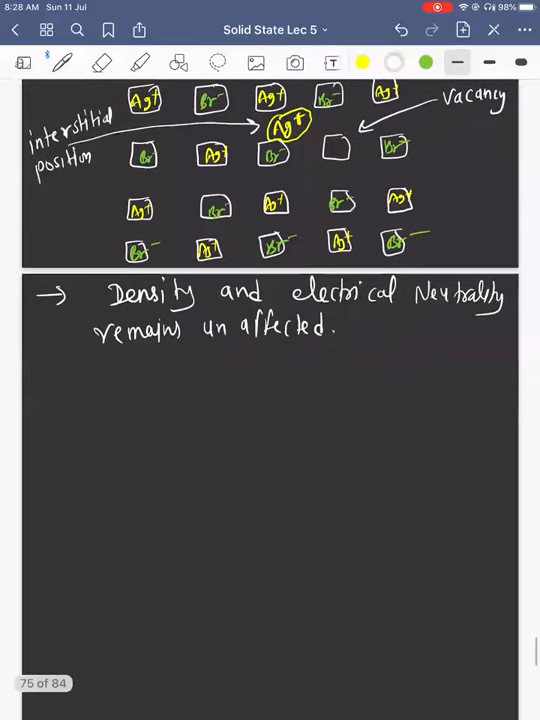 8:28 AM Sun 11 Jul
98%
Solid State Lec 5
Ag+ Br- Ag+ Br- Ag+
vacancy
interstitial
position
Ag+
Br Ag+ Br Br-
Ag+ Br- Ag+ Br- Ag+
Br- Ag+ Br- Ag+ Br-
→ Density and electrical Neutrality
remains un affected.
75 of 84